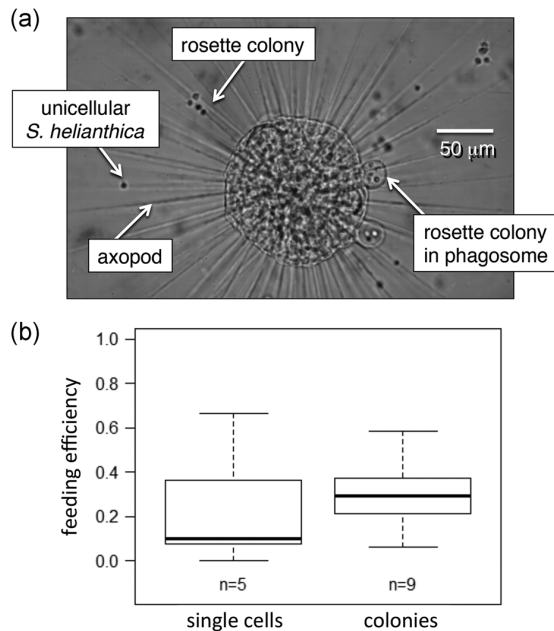 (a)
rosette colony
unicellular
S. helianthica
50 µm
axopod
rosette colony
in phagosome
(b)
feeding efficiency
1.0
0.8
0.6
0.4
0.2
0.0
n=5
n=9
single cells
colonies